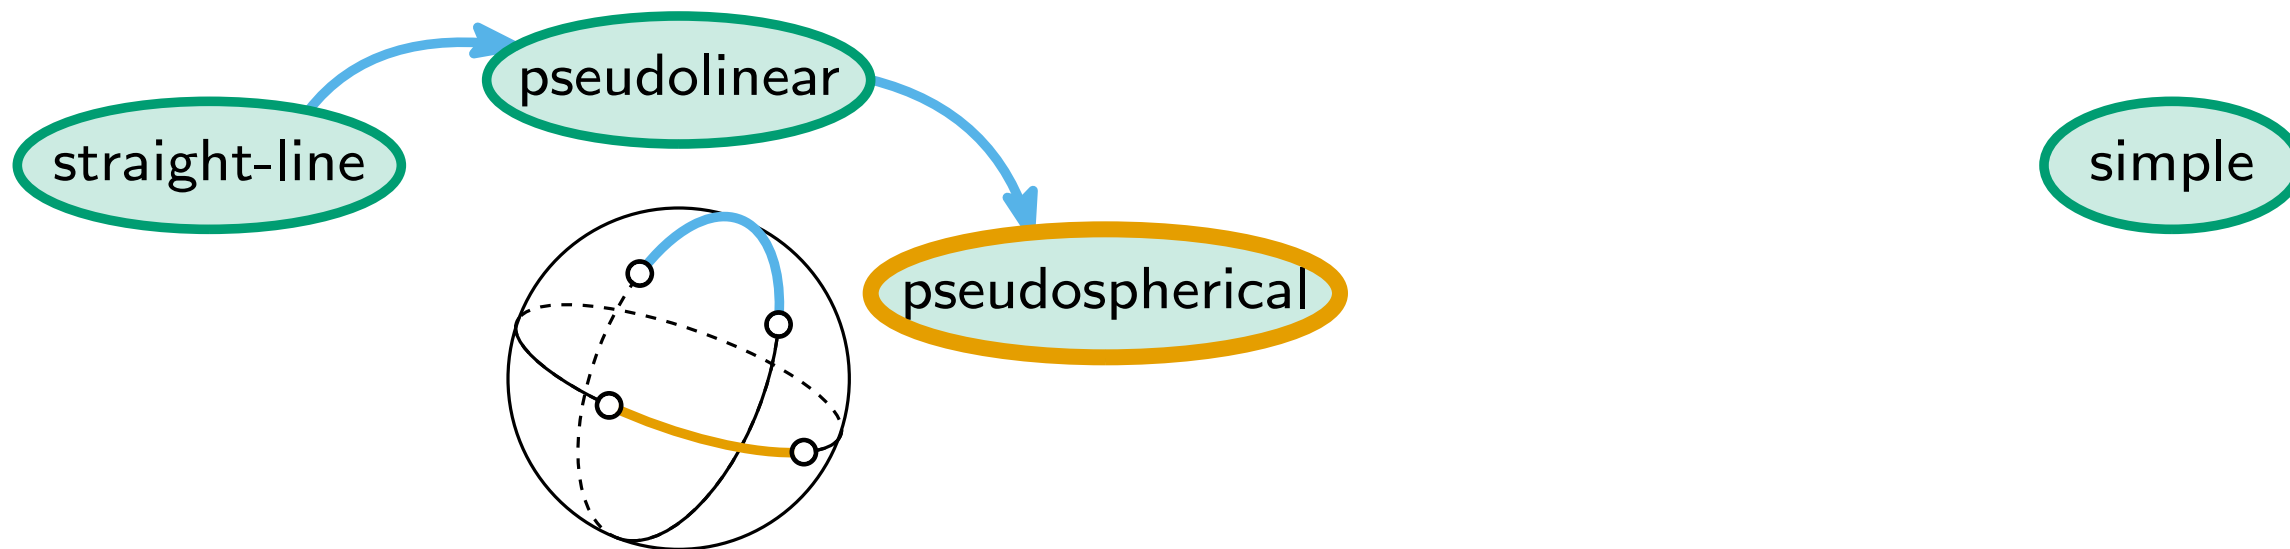 straight-line
pseudolinear
pseudospherical
simple